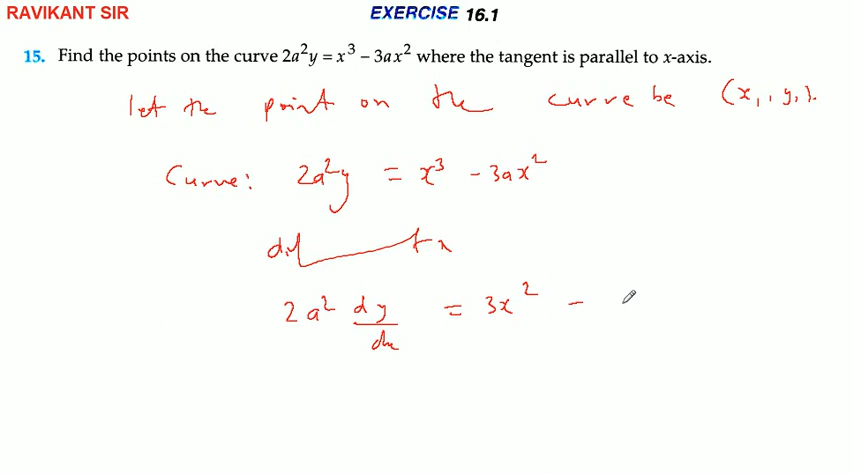 RAVIKANT SIR
EXERCISE 16.1
15. Find the points on the curve 2a²y = x³ – 3ax² where the tangent is parallel to x-axis.
let the point on the curve be (x₁, y₁).
Curve: 2a²y = x³ - 3ax²
2a² dy/dx = 3x² -